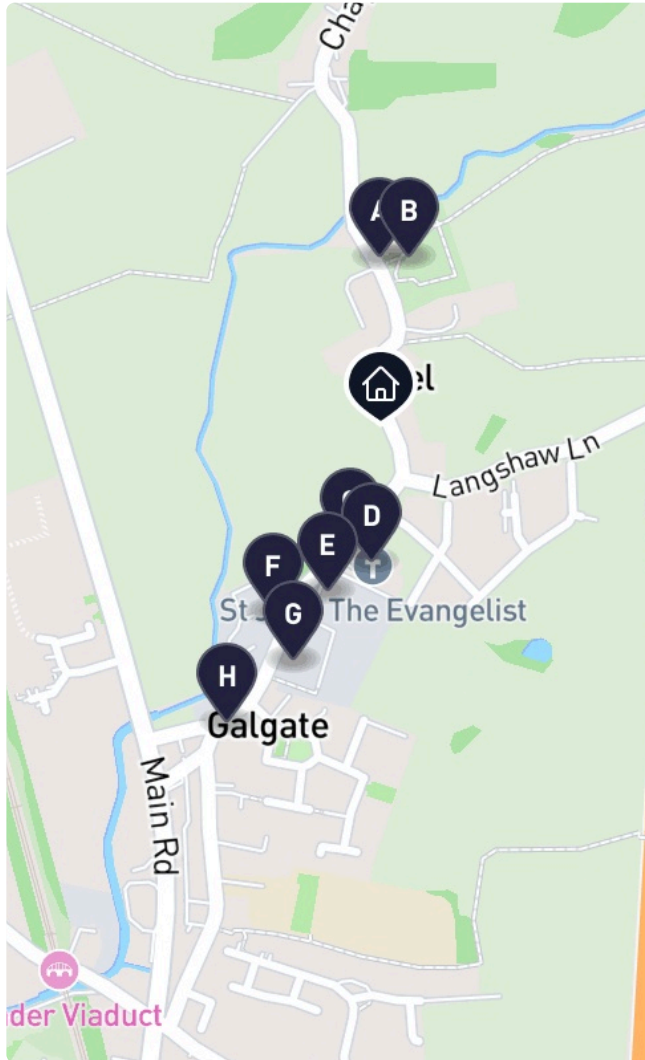 Cha
A B
el
Langshaw Ln
D
E
F
St J The Evangelist
G
H
Galgate
Main Rd
der Viaduct